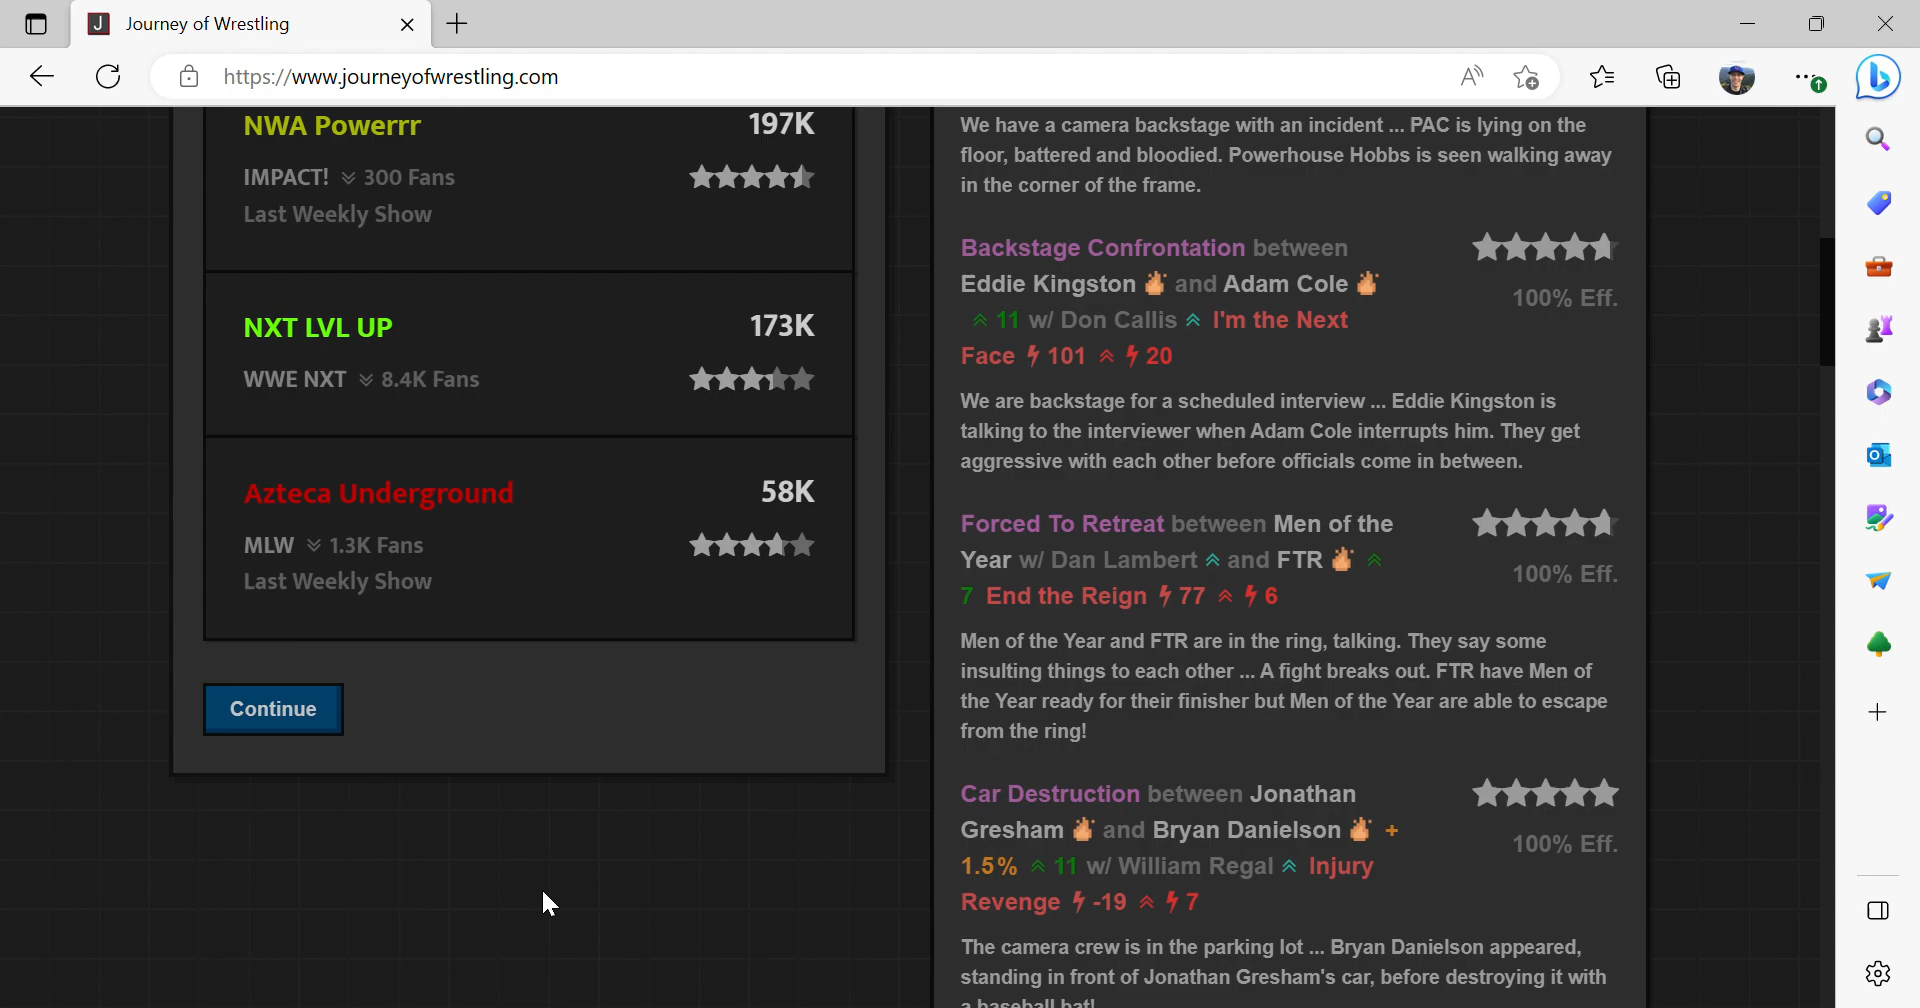 Journey of Wrestling
https://www.journeyofwrestling.com
NWA Powerrr 197K
IMPACT! 300 Fans
Last Weekly Show
NXT LVL UP 173K
WWE NXT 8.4K Fans
Azteca Underground 58K
MLW 1.3K Fans
Last Weekly Show
Continue
We have a camera backstage with an incident ... PAC is lying on the
floor, battered and bloodied. Powerhouse Hobbs is seen walking away
in the corner of the frame.
Backstage Confrontation between
Eddie Kingston and Adam Cole
11 w/ Don Callis I'm the Next
Face 101 20
100% Eff.
We are backstage for a scheduled interview ... Eddie Kingston is
talking to the interviewer when Adam Cole interrupts him. They get
aggressive with each other before officials come in between.
Forced To Retreat between Men of the
Year w/ Dan Lambert and FTR
7 End the Reign 77 6
100% Eff.
Men of the Year and FTR are in the ring, talking. They say some
insulting things to each other ... A fight breaks out. FTR have Men of
the Year ready for their finisher but Men of the Year are able to escape
from the ring!
Car Destruction between Jonathan
Gresham and Bryan Danielson +
1.5% 11 w/ William Regal Injury
Revenge -19 7
100% Eff.
The camera crew is in the parking lot ... Bryan Danielson appeared,
standing in front of Jonathan Gresham's car, before destroying it with
a baseball bat!